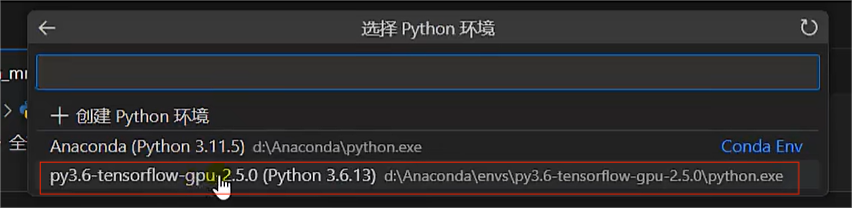 选择 Python 环境
_mr
创建 Python 环境
全
Anaconda (Python 3.11.5) d:\Anaconda\python.exe Conda Env
py3.6-tensorflow-gpu-2.5.0 (Python 3.6.13) d:\Anaconda\envs\py3.6-tensorflow-gpu-2.5.0\python.exe